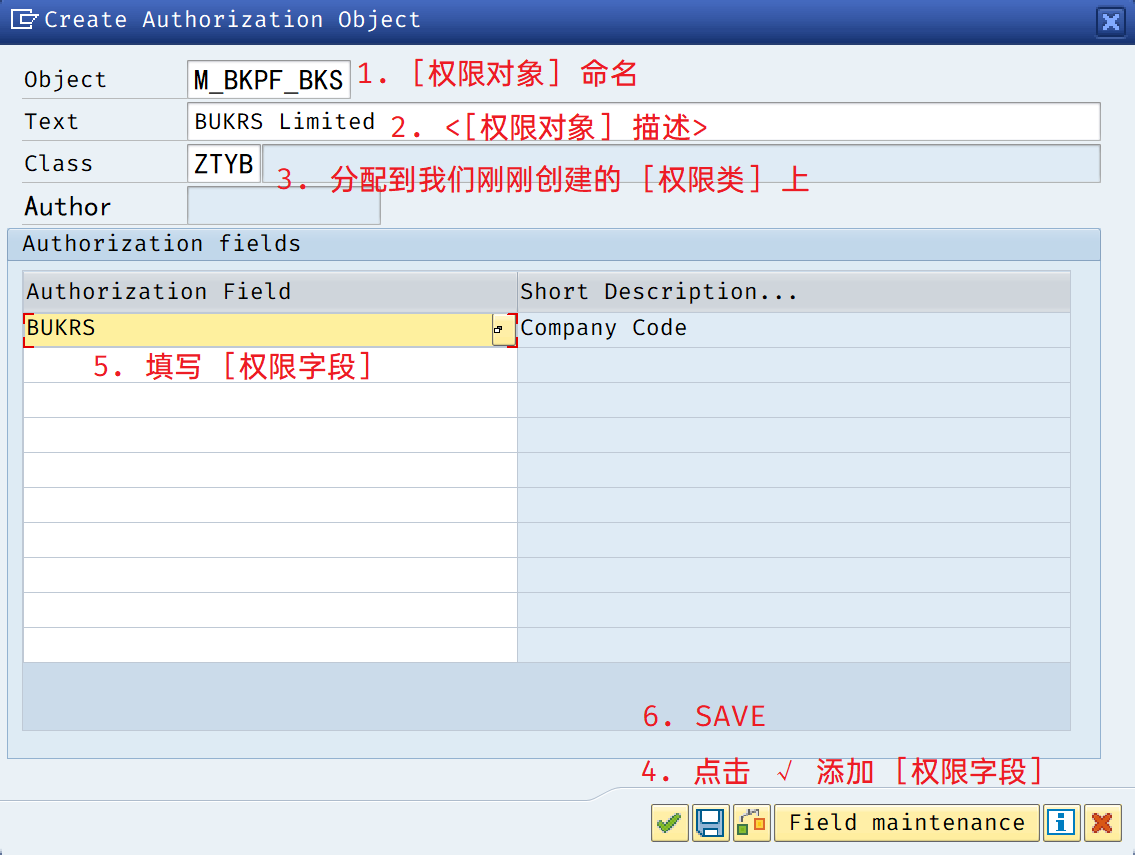 Create Authorization Object
Object M_BKPF_BKS 1. [权限对象] 命名
Text BUKRS Limited 2. <[权限对象] 描述>
Class ZTYB 3. 分配到我们刚刚创建的 [权限类] 上
Author
Authorization fields
Authorization Field Short Description...
BUKRS Company Code
5. 填写 [权限字段]
6. SAVE
4. 点击 √ 添加 [权限字段]
Field maintenance